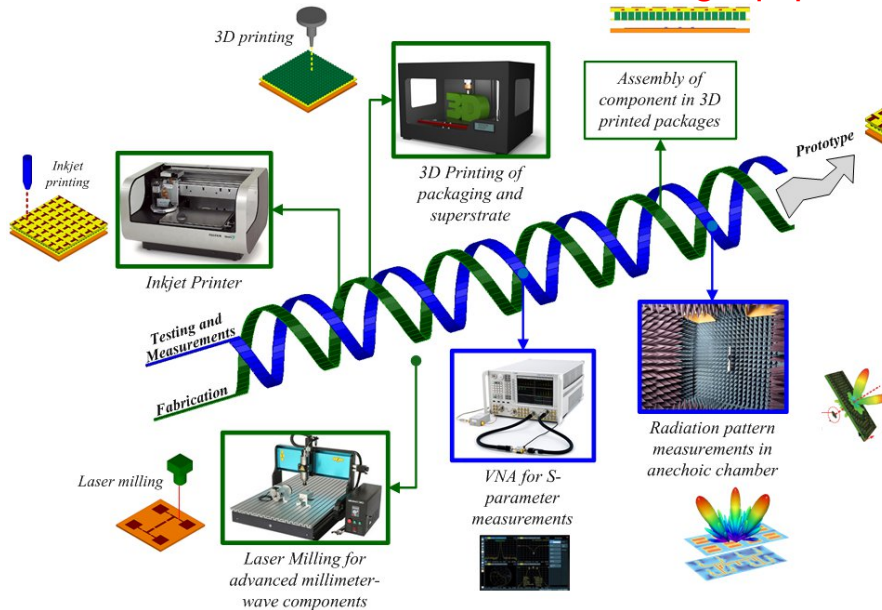 3D printing
Assembly of
component in 3D
printed packages
Prototype
Inkjet
printing
3D Printing of
packaging and
superstrate
Inkjet Printer
Testing and
Measurements
Fabrication
Laser milling
Laser Milling for
advanced millimeter-
wave components
VNA for S-
parameter
measurements
Radiation pattern
measurements in
anechoic chamber
3D